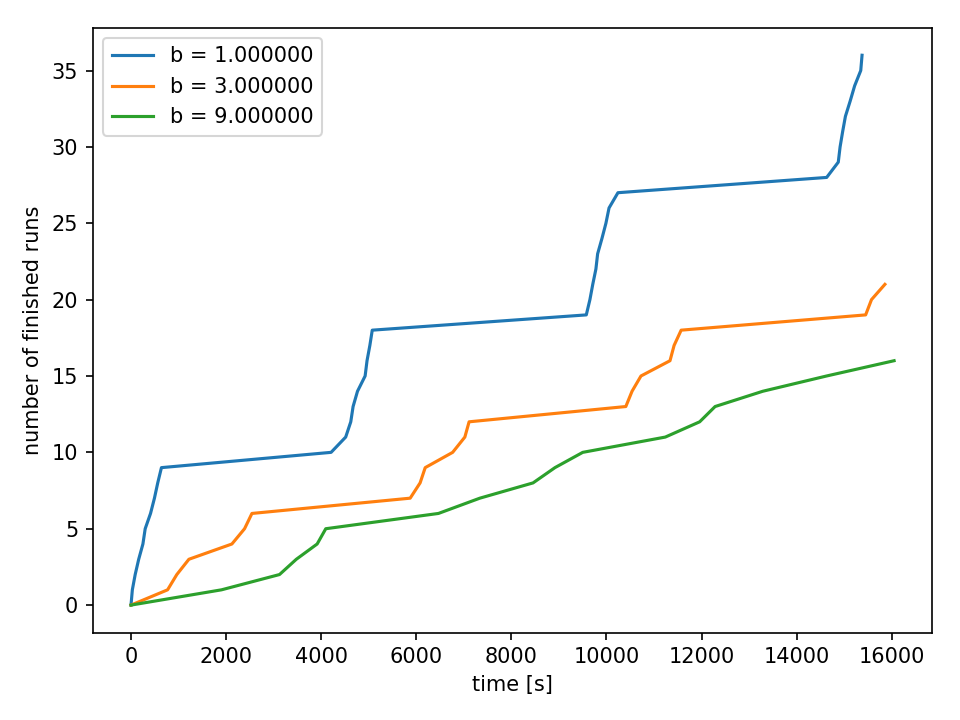 b = 1.000000
b = 3.000000
b = 9.000000
35
30
25
20
15
10
5
0
number of finished runs
0 2000 4000 6000 8000 10000 12000 14000 16000
time [s]